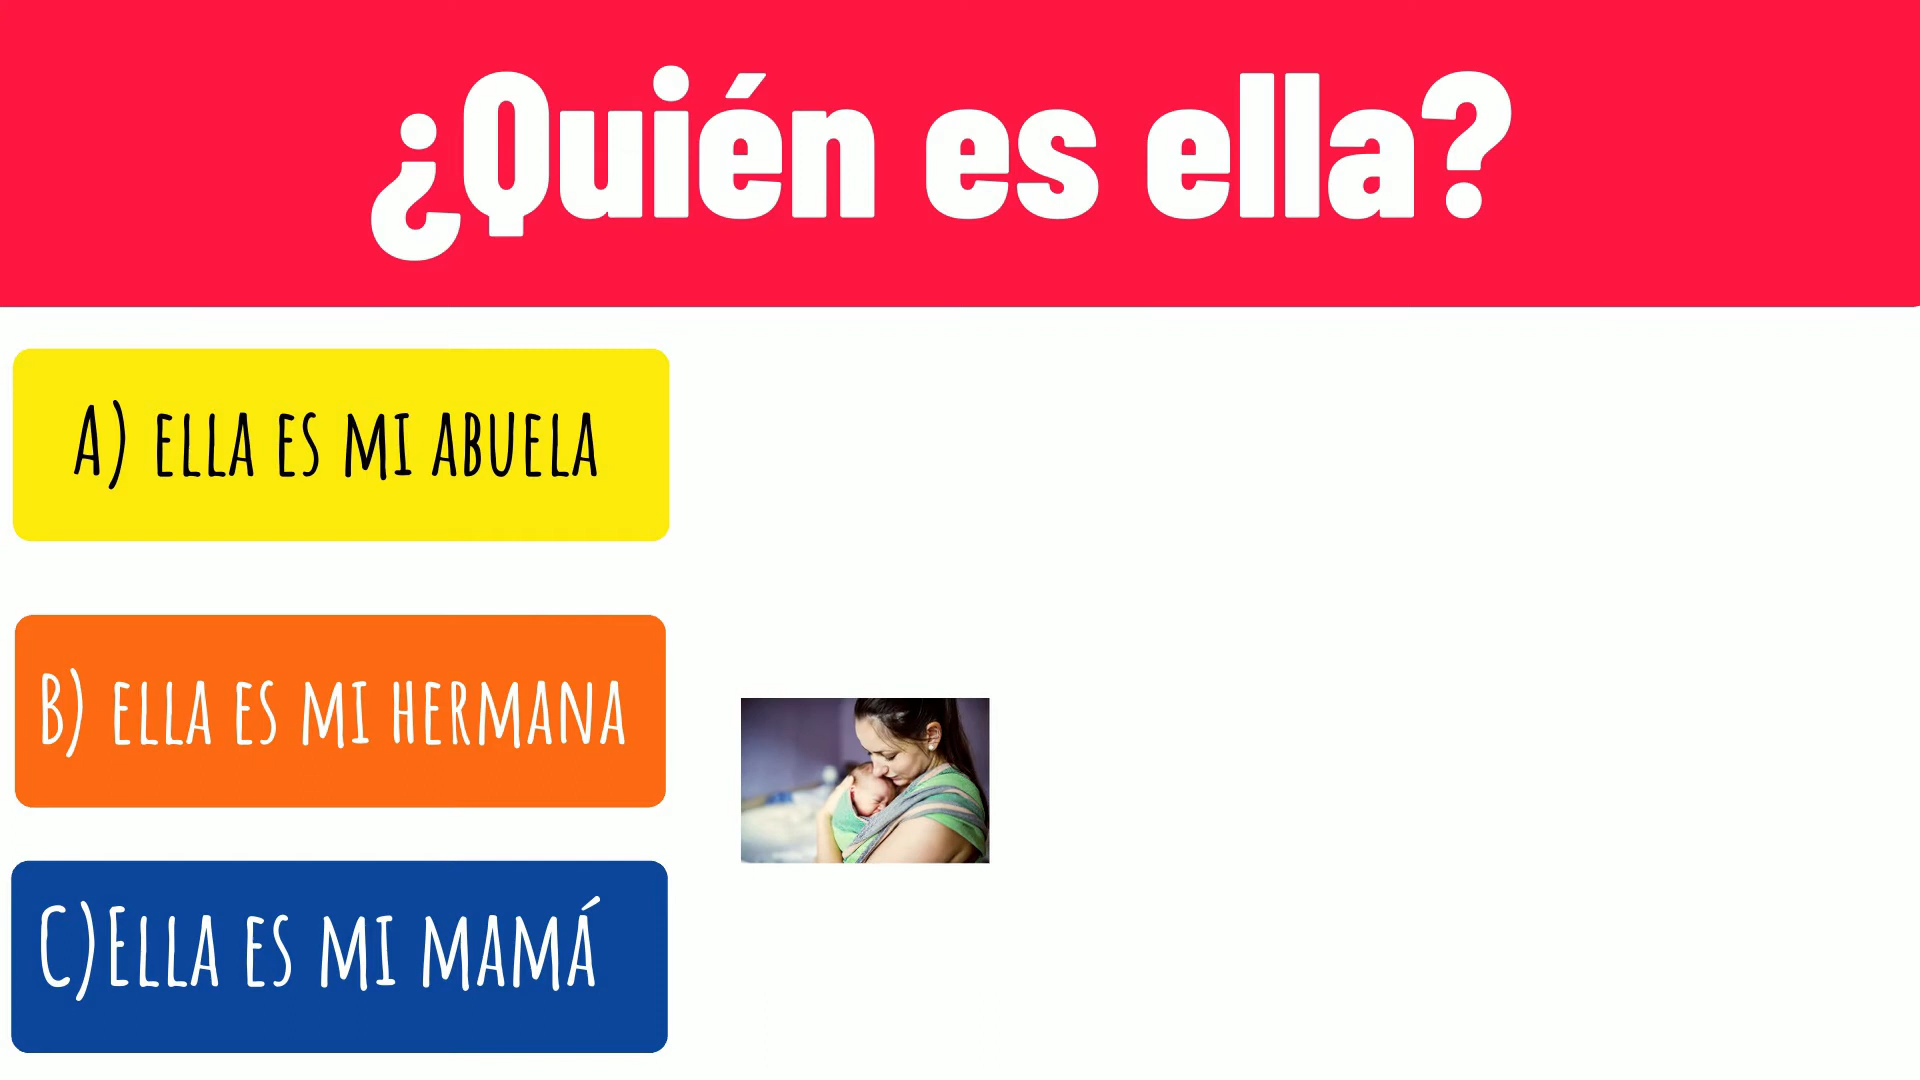 ¿Quién es ella?
A) ELLA ES MI ABUELA
B) ELLA ES MI HERMANA
C)ELLA ES MI MAMÁ